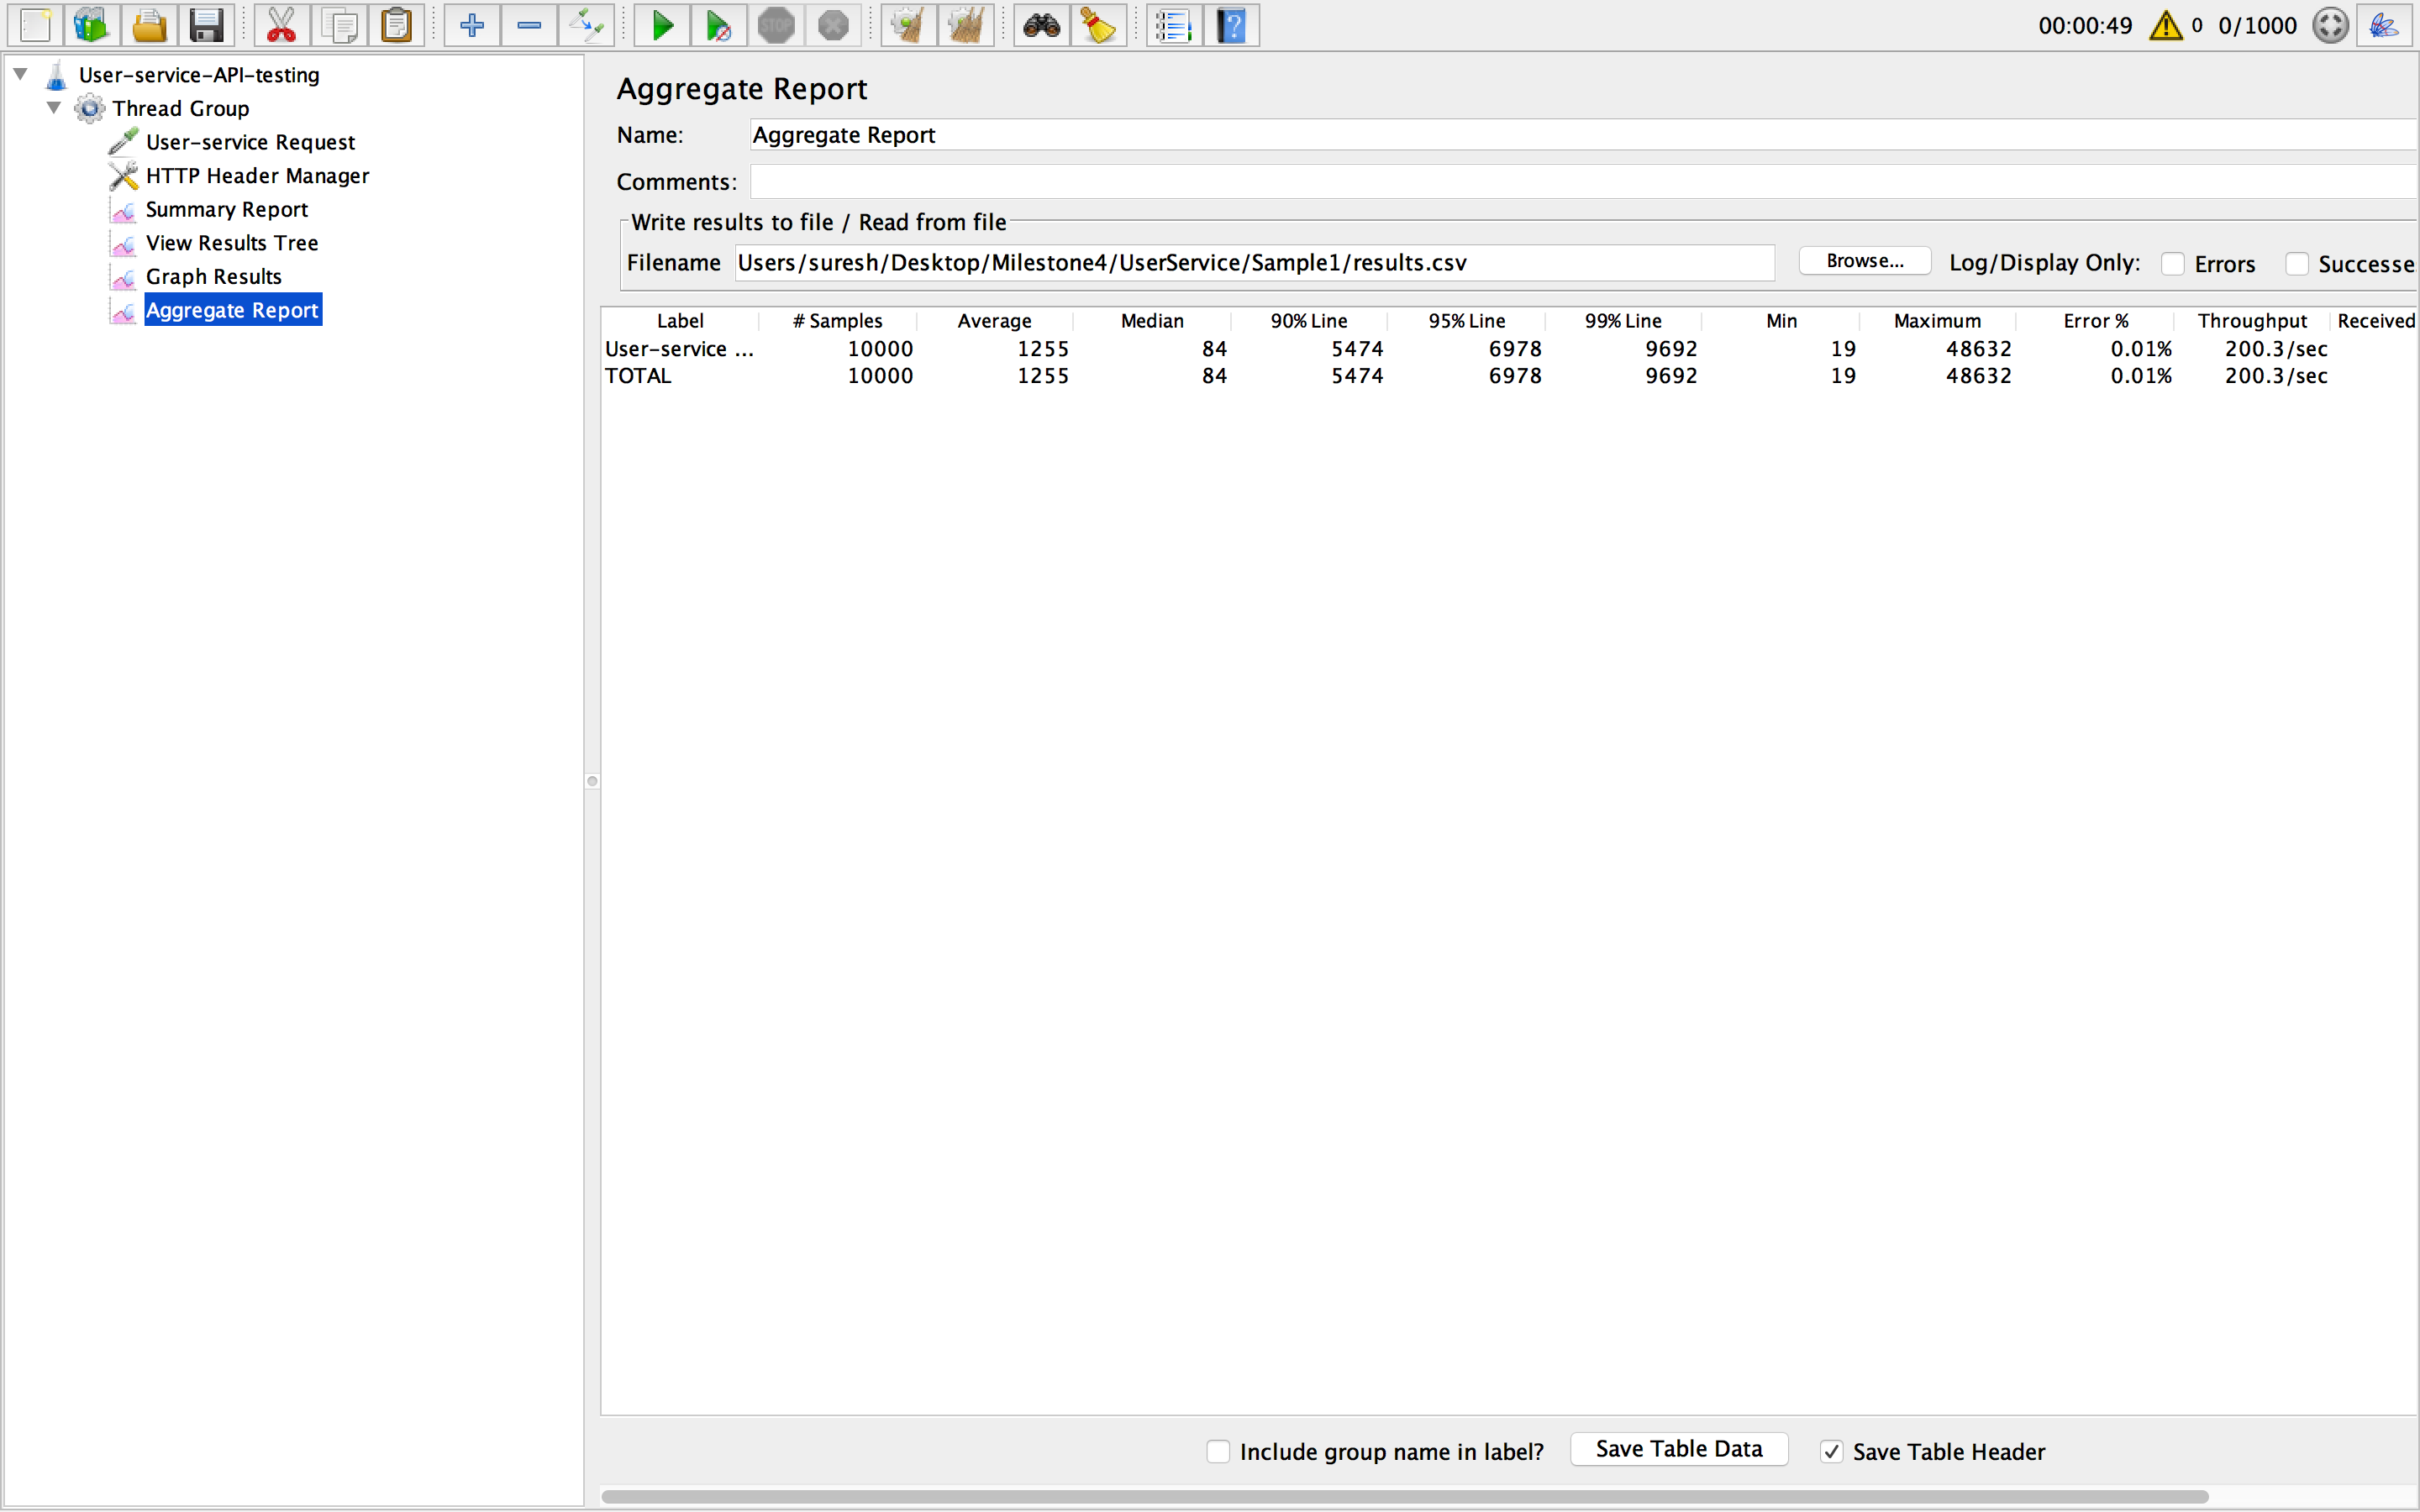 STOP
?
00:00:49 0 0/1000
User-service-API-testing
Thread Group
User-service Request
HTTP Header Manager
Summary Report
View Results Tree
Graph Results
Aggregate Report
Aggregate Report
Name: Aggregate Report
Comments:
Write results to file / Read from file
Filename Users/suresh/Desktop/Milestone4/UserService/Sample1/results.csv Browse... Log/Display Only: Errors Successe
Label # Samples Average Median 90% Line 95% Line 99% Line Min Maximum Error % Throughput Received
User-service ... 10000 1255 84 5474 6978 9692 19 48632 0.01% 200.3/sec
TOTAL 10000 1255 84 5474 6978 9692 19 48632 0.01% 200.3/sec
Include group name in label? Save Table Data Save Table Header